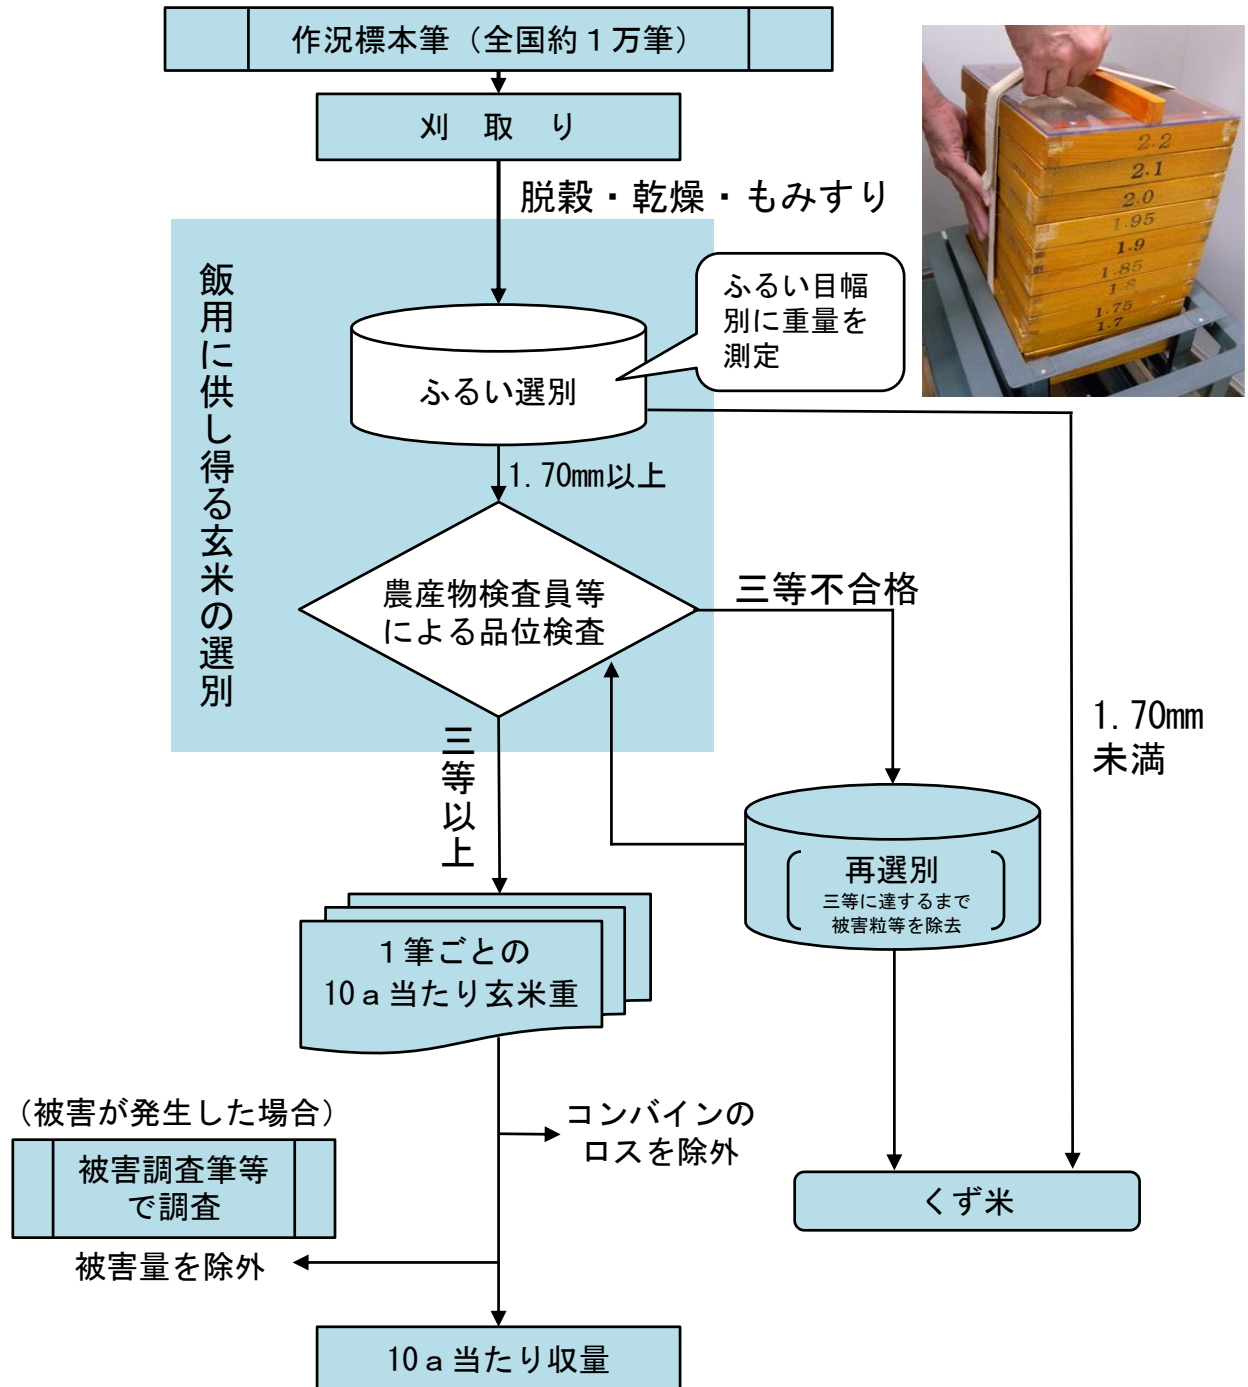 作況標本筆（全国約１万筆）
刈　取　り
脱穀・乾燥・もみすり
2.2
2.1
2.0
1.95
1.9
1.85
1.8
1.75
1.7
飯用に供し得る玄米の選別
ふるい目幅
別に重量を
測定
ふるい選別
1.70㎜以上
農産物検査員等
による品位検査
三等不合格
三等以上
1.70㎜
未満
再選別
三等に達するまで
被害粒等を除去
１筆ごとの
10ａ当たり玄米重
コンバインの
ロスを除外
（被害が発生した場合）
被害調査筆等
で調査
被害量を除外
くず米
10ａ当たり収量